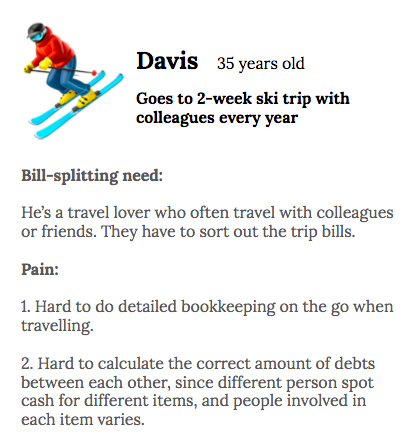 Davis 35 years old
Goes to 2-week ski trip with
colleagues every year
Bill-splitting need:
He's a travel lover who often travel with colleagues
or friends. They have to sort out the trip bills.
Pain:
1. Hard to do detailed bookkeeping on the go when
travelling.
2. Hard to calculate the correct amount of debts
between each other, since different person spot
cash for different items, and people involved in
each item varies.